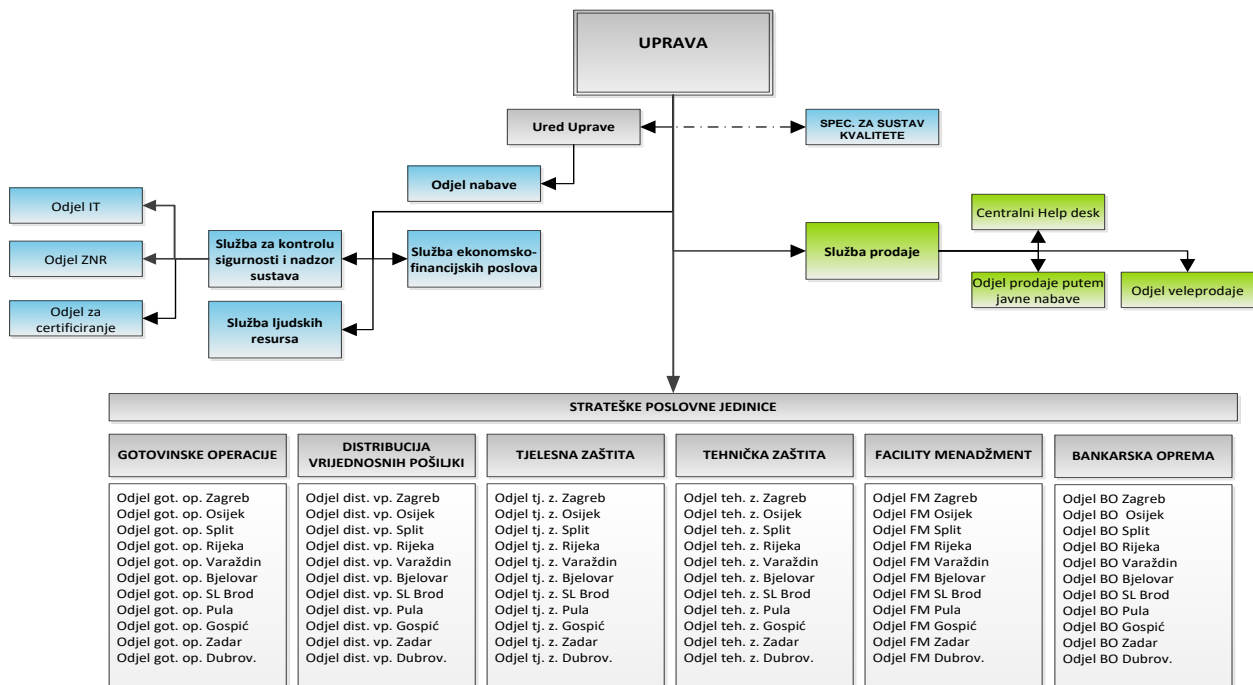 UPRAVA
Ured Uprave
SPEC. ZA SUSTAV
KVALITETE
Odjel nabave
Odjel IT
Odjel ZNR
Odjel za
certificiranje
Služba za kontrolu
sigurnosti i nadzor
sustava
Služba ekonomsko-
financijskih poslova
Služba ljudskih
resursa
Služba prodaje
Centralni Help desk
Odjel prodaje putem
javne nabave
Odjel veleprodaje
STRATEŠKE POSLOVNE JEDINICE
GOTOVINSKE OPERACIJE
Odjel got. op. Zagreb
Odjel got. op. Osijek
Odjel got. op. Split
Odjel got. op. Rijeka
Odjel got. op. Varaždin
Odjel got. op. Bjelovar
Odjel got. op. SL Brod
Odjel got. op. Pula
Odjel got. op. Gospić
Odjel got. op. Zadar
Odjel got. op. Dubrov.
DISTRIBUCIJA
VRIJEDNOSNIH POŠILJKI
Odjel dist. vp. Zagreb
Odjel dist. vp. Osijek
Odjel dist. vp. Split
Odjel dist. vp. Rijeka
Odjel dist. vp. Varaždin
Odjel dist. vp. Bjelovar
Odjel dist. vp. SL Brod
Odjel dist. vp. Pula
Odjel dist. vp. Gospić
Odjel dist. vp. Zadar
Odjel dist. vp. Dubrov.
TJELESNA ZAŠTITA
Odjel tj. z. Zagreb
Odjel tj. z. Osijek
Odjel tj. z. Split
Odjel tj. z. Rijeka
Odjel tj. z. Varaždin
Odjel tj. z. Bjelovar
Odjel tj. z. SL Brod
Odjel tj. z. Pula
Odjel tj. z. Gospić
Odjel tj. z. Zadar
Odjel tj. z. Dubrov.
TEHNIČKA ZAŠTITA
Odjel teh. z. Zagreb
Odjel teh. z. Osijek
Odjel teh. z. Split
Odjel teh. z. Rijeka
Odjel teh. z. Varaždin
Odjel teh. z. Bjelovar
Odjel teh. z. SL Brod
Odjel teh. z. Pula
Odjel teh. z. Gospić
Odjel teh. z. Zadar
Odjel teh. z. Dubrov.
FACILITY MENADŽMENT
Odjel FM Zagreb
Odjel FM Osijek
Odjel FM Split
Odjel FM Rijeka
Odjel FM Varaždin
Odjel FM Bjelovar
Odjel FM SL Brod
Odjel FM Pula
Odjel FM Gospić
Odjel FM Zadar
Odjel FM Dubrov.
BANKARSKA OPREMA
Odjel BO Zagreb
Odjel BO Osijek
Odjel BO Split
Odjel BO Rijeka
Odjel BO Varaždin
Odjel BO Bjelovar
Odjel BO SL Brod
Odjel BO Pula
Odjel BO Gospić
Odjel BO Zadar
Odjel BO Dubrov.